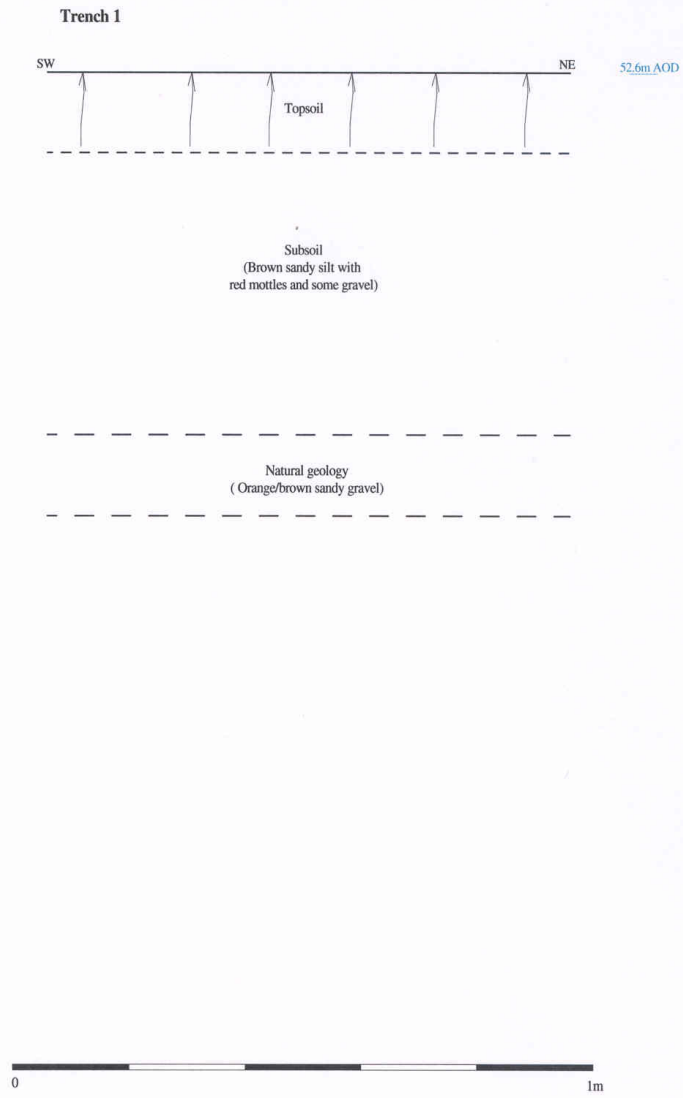 Trench 1
SW
NE
52.6m AOD
Topsoil
Subsoil
(Brown sandy silt with
red mottles and some gravel)
Natural geology
( Orange/brown sandy gravel)
0
1m